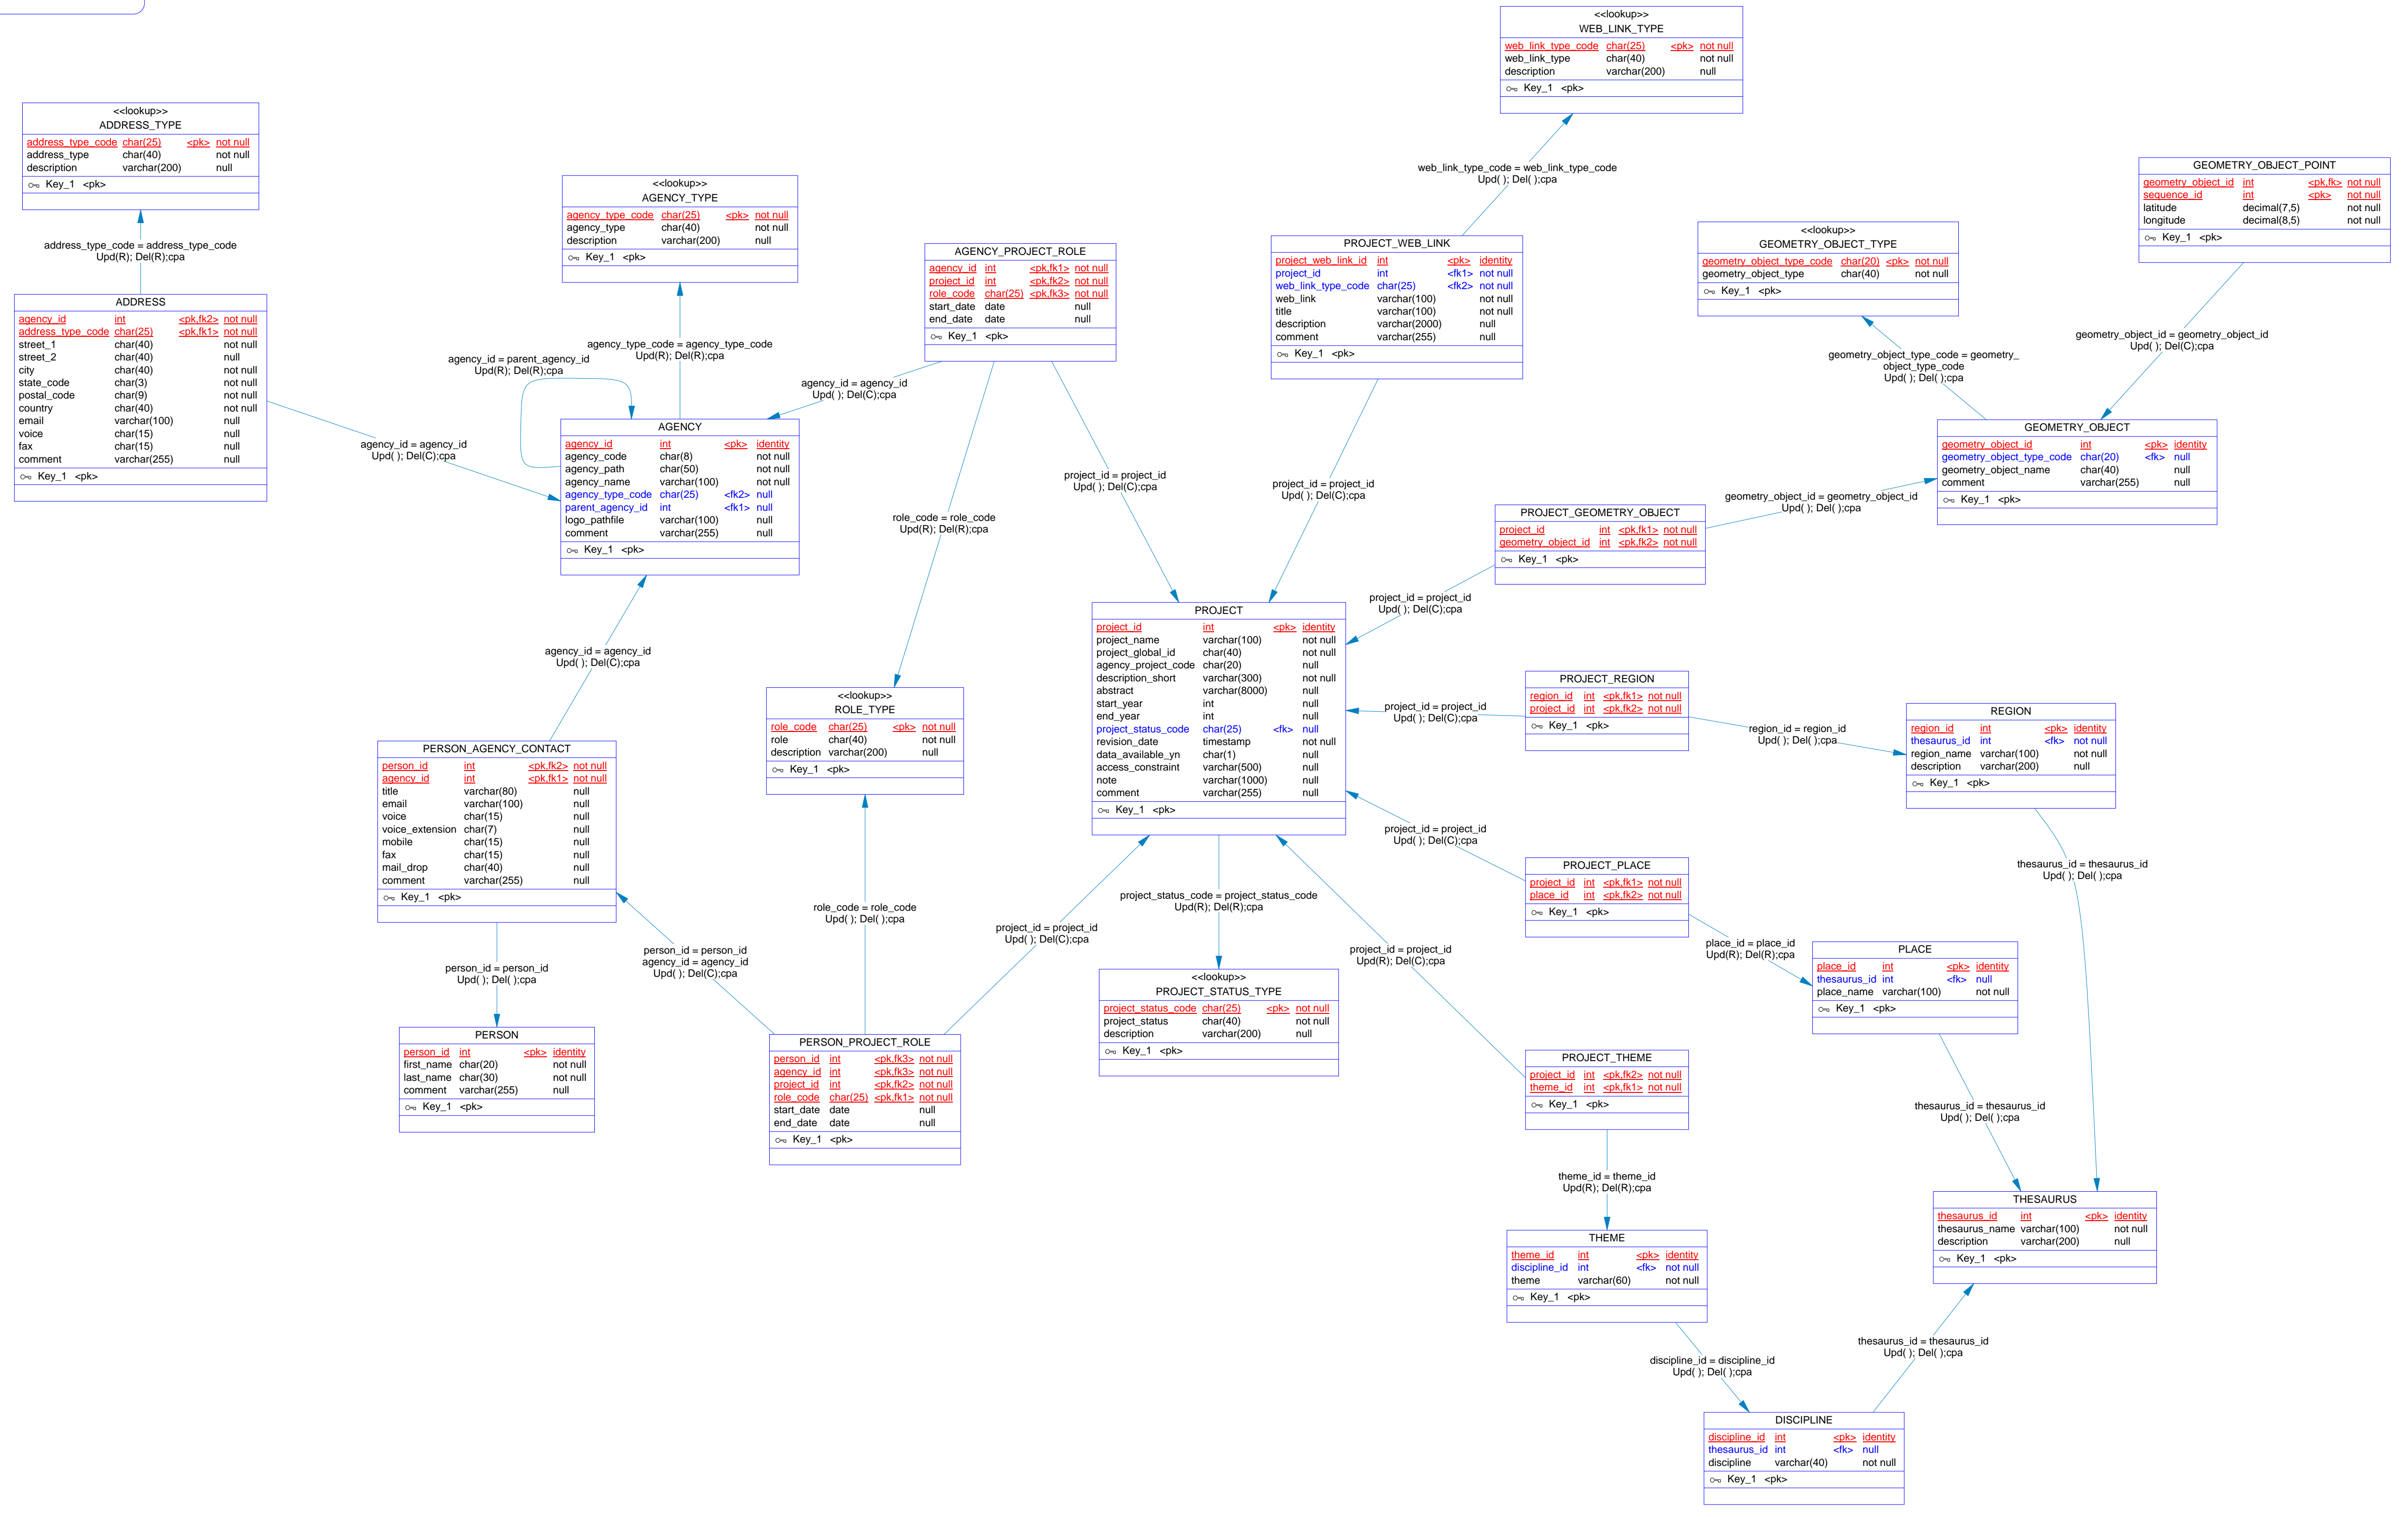 <<lookup>>
WEB_LINK_TYPE
web_link_type_code char(25) <pk> not null
web_link_type char(40) not null
description varchar(200) null
Key_1 <pk>
<<lookup>>
ADDRESS_TYPE
address_type_code char(25) <pk> not null
address_type char(40) not null
description varchar(200) null
Key_1 <pk>
web_link_type_code = web_link_type_code
Upd( ); Del( );cpa
GEOMETRY_OBJECT_POINT
geometry_object_id int <pk,fk> not null
sequence_id int <pk> not null
latitude decimal(7,5) not null
longitude decimal(8,5) not null
Key_1 <pk>
<<lookup>>
AGENCY_TYPE
agency_type_code char(25) <pk> not null
agency_type char(40) not null
description varchar(200) null
Key_1 <pk>
address_type_code = address_type_code
Upd(R); Del(R);cpa
AGENCY_PROJECT_ROLE
agency_id int <pk,fk1> not null
project_id int <pk,fk2> not null
role_code char(25) <pk,fk3> not null
start_date date null
end_date date null
Key_1 <pk>
PROJECT_WEB_LINK
project_web_link_id int <pk> identity
project_id int <fk1> not null
web_link_type_code char(25) <fk2> not null
web_link varchar(100) not null
title varchar(100) not null
description varchar(2000) null
comment varchar(255) null
Key_1 <pk>
<<lookup>>
GEOMETRY_OBJECT_TYPE
geometry_object_type_code char(20) <pk> not null
geometry_object_type char(40) not null
Key_1 <pk>
ADDRESS
agency_id int <pk,fk2> not null
address_type_code char(25) <pk,fk1> not null
street_1 char(40) not null
street_2 char(40) null
city char(40) not null
state_code char(3) not null
postal_code char(9) not null
country char(40) not null
email varchar(100) null
voice char(15) null
fax char(15) null
comment varchar(255) null
Key_1 <pk>
agency_id = parent_agency_id
Upd(R); Del(R);cpa
agency_type_code = agency_type_code
Upd(R); Del(R);cpa
agency_id = agency_id
Upd( ); Del(C);cpa
geometry_object_type_code = geometry_
object_type_code
Upd( ); Del( );cpa
geometry_object_id = geometry_object_id
Upd( ); Del(C);cpa
agency_id = agency_id
Upd( ); Del(C);cpa
AGENCY
agency_id int <pk> identity
agency_code char(8) not null
agency_path char(50) not null
agency_name varchar(100) not null
agency_type_code char(25) <fk2> null
parent_agency_id int <fk1> null
logo_pathfile varchar(100) null
comment varchar(255) null
Key_1 <pk>
GEOMETRY_OBJECT
geometry_object_id int <pk> identity
geometry_object_type_code char(20) <fk> null
geometry_object_name char(40) null
comment varchar(255) null
Key_1 <pk>
project_id = project_id
Upd( ); Del(C);cpa
project_id = project_id
Upd( ); Del(C);cpa
role_code = role_code
Upd(R); Del(R);cpa
geometry_object_id = geometry_object_id
Upd( ); Del( );cpa
PROJECT_GEOMETRY_OBJECT
project_id int <pk,fk1> not null
geometry_object_id int <pk,fk2> not null
Key_1 <pk>
project_id = project_id
Upd( ); Del(C);cpa
PROJECT
project_id int <pk> identity
project_name varchar(100) not null
project_global_id char(40) not null
agency_project_code char(20) null
description_short varchar(300) not null
abstract varchar(8000) null
start_year int null
end_year int null
project_status_code char(25) <fk> null
revision_date timestamp not null
data_available_yn char(1) null
access_constraint varchar(500) null
note varchar(1000) null
comment varchar(255) null
Key_1 <pk>
agency_id = agency_id
Upd( ); Del(C);cpa
<<lookup>>
ROLE_TYPE
role_code char(25) <pk> not null
role char(40) not null
description varchar(200) null
Key_1 <pk>
PROJECT_REGION
region_id int <pk,fk1> not null
project_id int <pk,fk2> not null
Key_1 <pk>
project_id = project_id
Upd( ); Del(C);cpa
region_id = region_id
Upd( ); Del( );cpa
REGION
region_id int <pk> identity
thesaurus_id int <fk> not null
region_name varchar(100) not null
description varchar(200) null
Key_1 <pk>
PERSON_AGENCY_CONTACT
person_id int <pk,fk2> not null
agency_id int <pk,fk1> not null
title varchar(80) null
email varchar(100) null
voice char(15) null
voice_extension char(7) null
mobile char(15) null
fax char(15) null
mail_drop char(40) null
comment varchar(255) null
Key_1 <pk>
project_id = project_id
Upd( ); Del(C);cpa
PROJECT_PLACE
project_id int <pk,fk1> not null
place_id int <pk,fk2> not null
Key_1 <pk>
thesaurus_id = thesaurus_id
Upd( ); Del( );cpa
project_status_code = project_status_code
Upd(R); Del(R);cpa
role_code = role_code
Upd( ); Del( );cpa
project_id = project_id
Upd( ); Del(C);cpa
person_id = person_id
agency_id = agency_id
Upd( ); Del(C);cpa
project_id = project_id
Upd(R); Del(C);cpa
place_id = place_id
Upd(R); Del(R);cpa
PLACE
place_id int <pk> identity
thesaurus_id int <fk> null
place_name varchar(100) not null
Key_1 <pk>
person_id = person_id
Upd( ); Del( );cpa
<<lookup>>
PROJECT_STATUS_TYPE
project_status_code char(25) <pk> not null
project_status char(40) not null
description varchar(200) null
Key_1 <pk>
PERSON
person_id int <pk> identity
first_name char(20) not null
last_name char(30) not null
comment varchar(255) null
Key_1 <pk>
PERSON_PROJECT_ROLE
person_id int <pk,fk3> not null
agency_id int <pk,fk3> not null
project_id int <pk,fk2> not null
role_code char(25) <pk,fk1> not null
start_date date null
end_date date null
Key_1 <pk>
PROJECT_THEME
project_id int <pk,fk2> not null
theme_id int <pk,fk1> not null
Key_1 <pk>
thesaurus_id = thesaurus_id
Upd( ); Del( );cpa
theme_id = theme_id
Upd(R); Del(R);cpa
THESAURUS
thesaurus_id int <pk> identity
thesaurus_name varchar(100) not null
description varchar(200) null
Key_1 <pk>
THEME
theme_id int <pk> identity
discipline_id int <fk> not null
theme varchar(60) not null
Key_1 <pk>
thesaurus_id = thesaurus_id
Upd( ); Del( );cpa
discipline_id = discipline_id
Upd( ); Del( );cpa
DISCIPLINE
discipline_id int <pk> identity
thesaurus_id int <fk> null
discipline varchar(40) not null
Key_1 <pk>